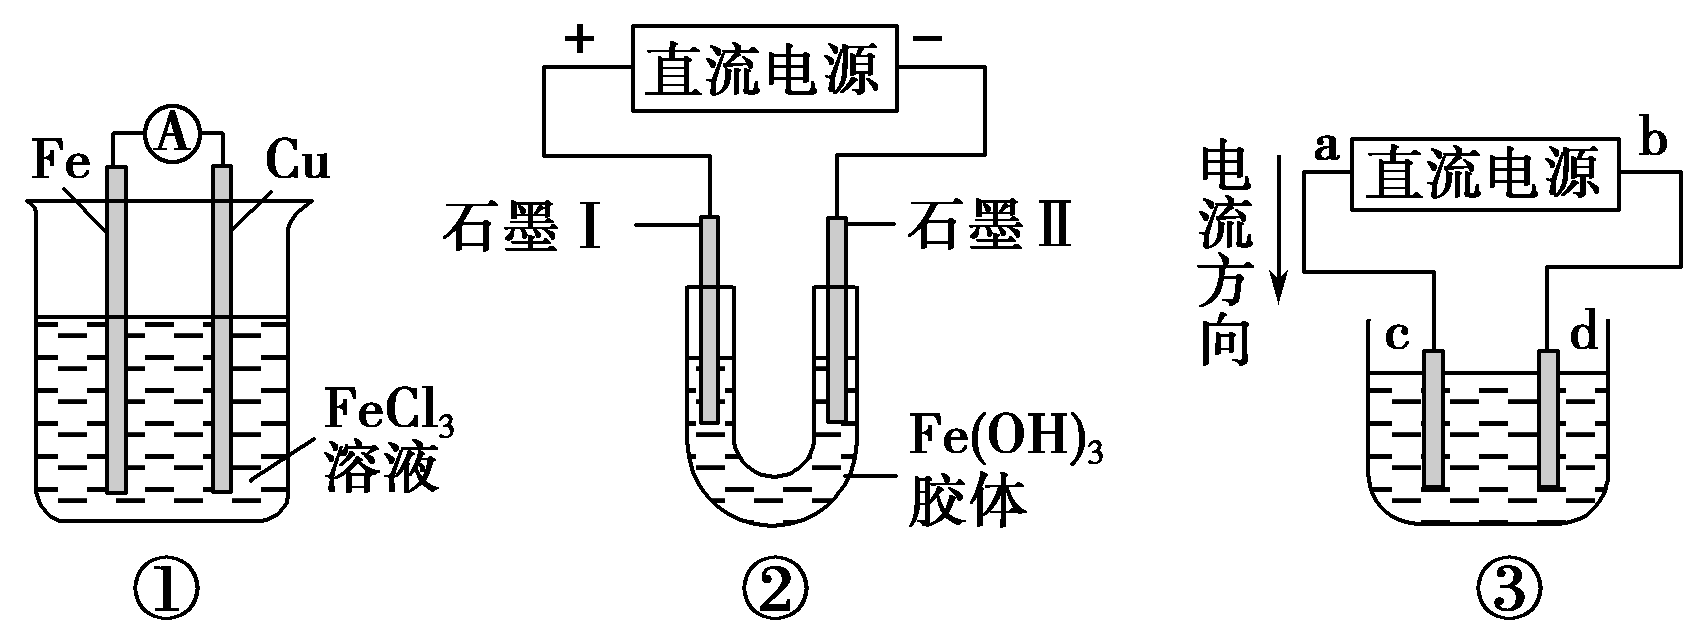 Fe
A
Cu
FeCl₃
溶液
①
+
直流电源
−
石墨Ⅰ
石墨Ⅱ
Fe(OH)₃
胶体
②
电流方向
a
直流电源
b
c
d
③